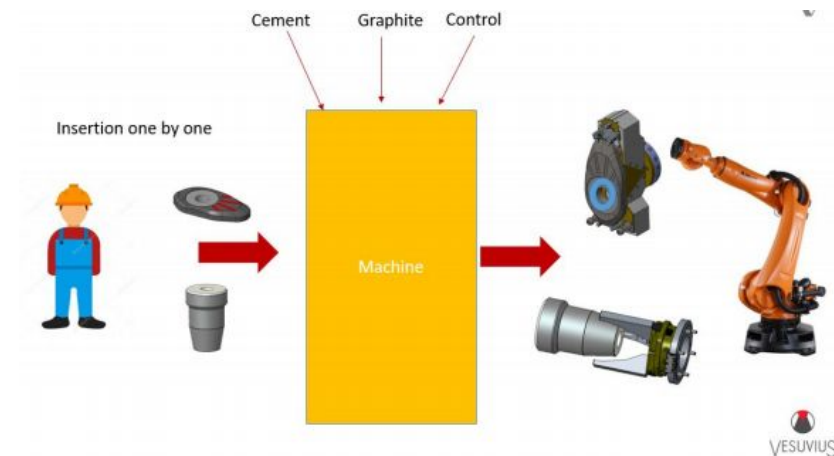 Cement
Graphite
Control
Insertion one by one
Machine
VESUVIUS